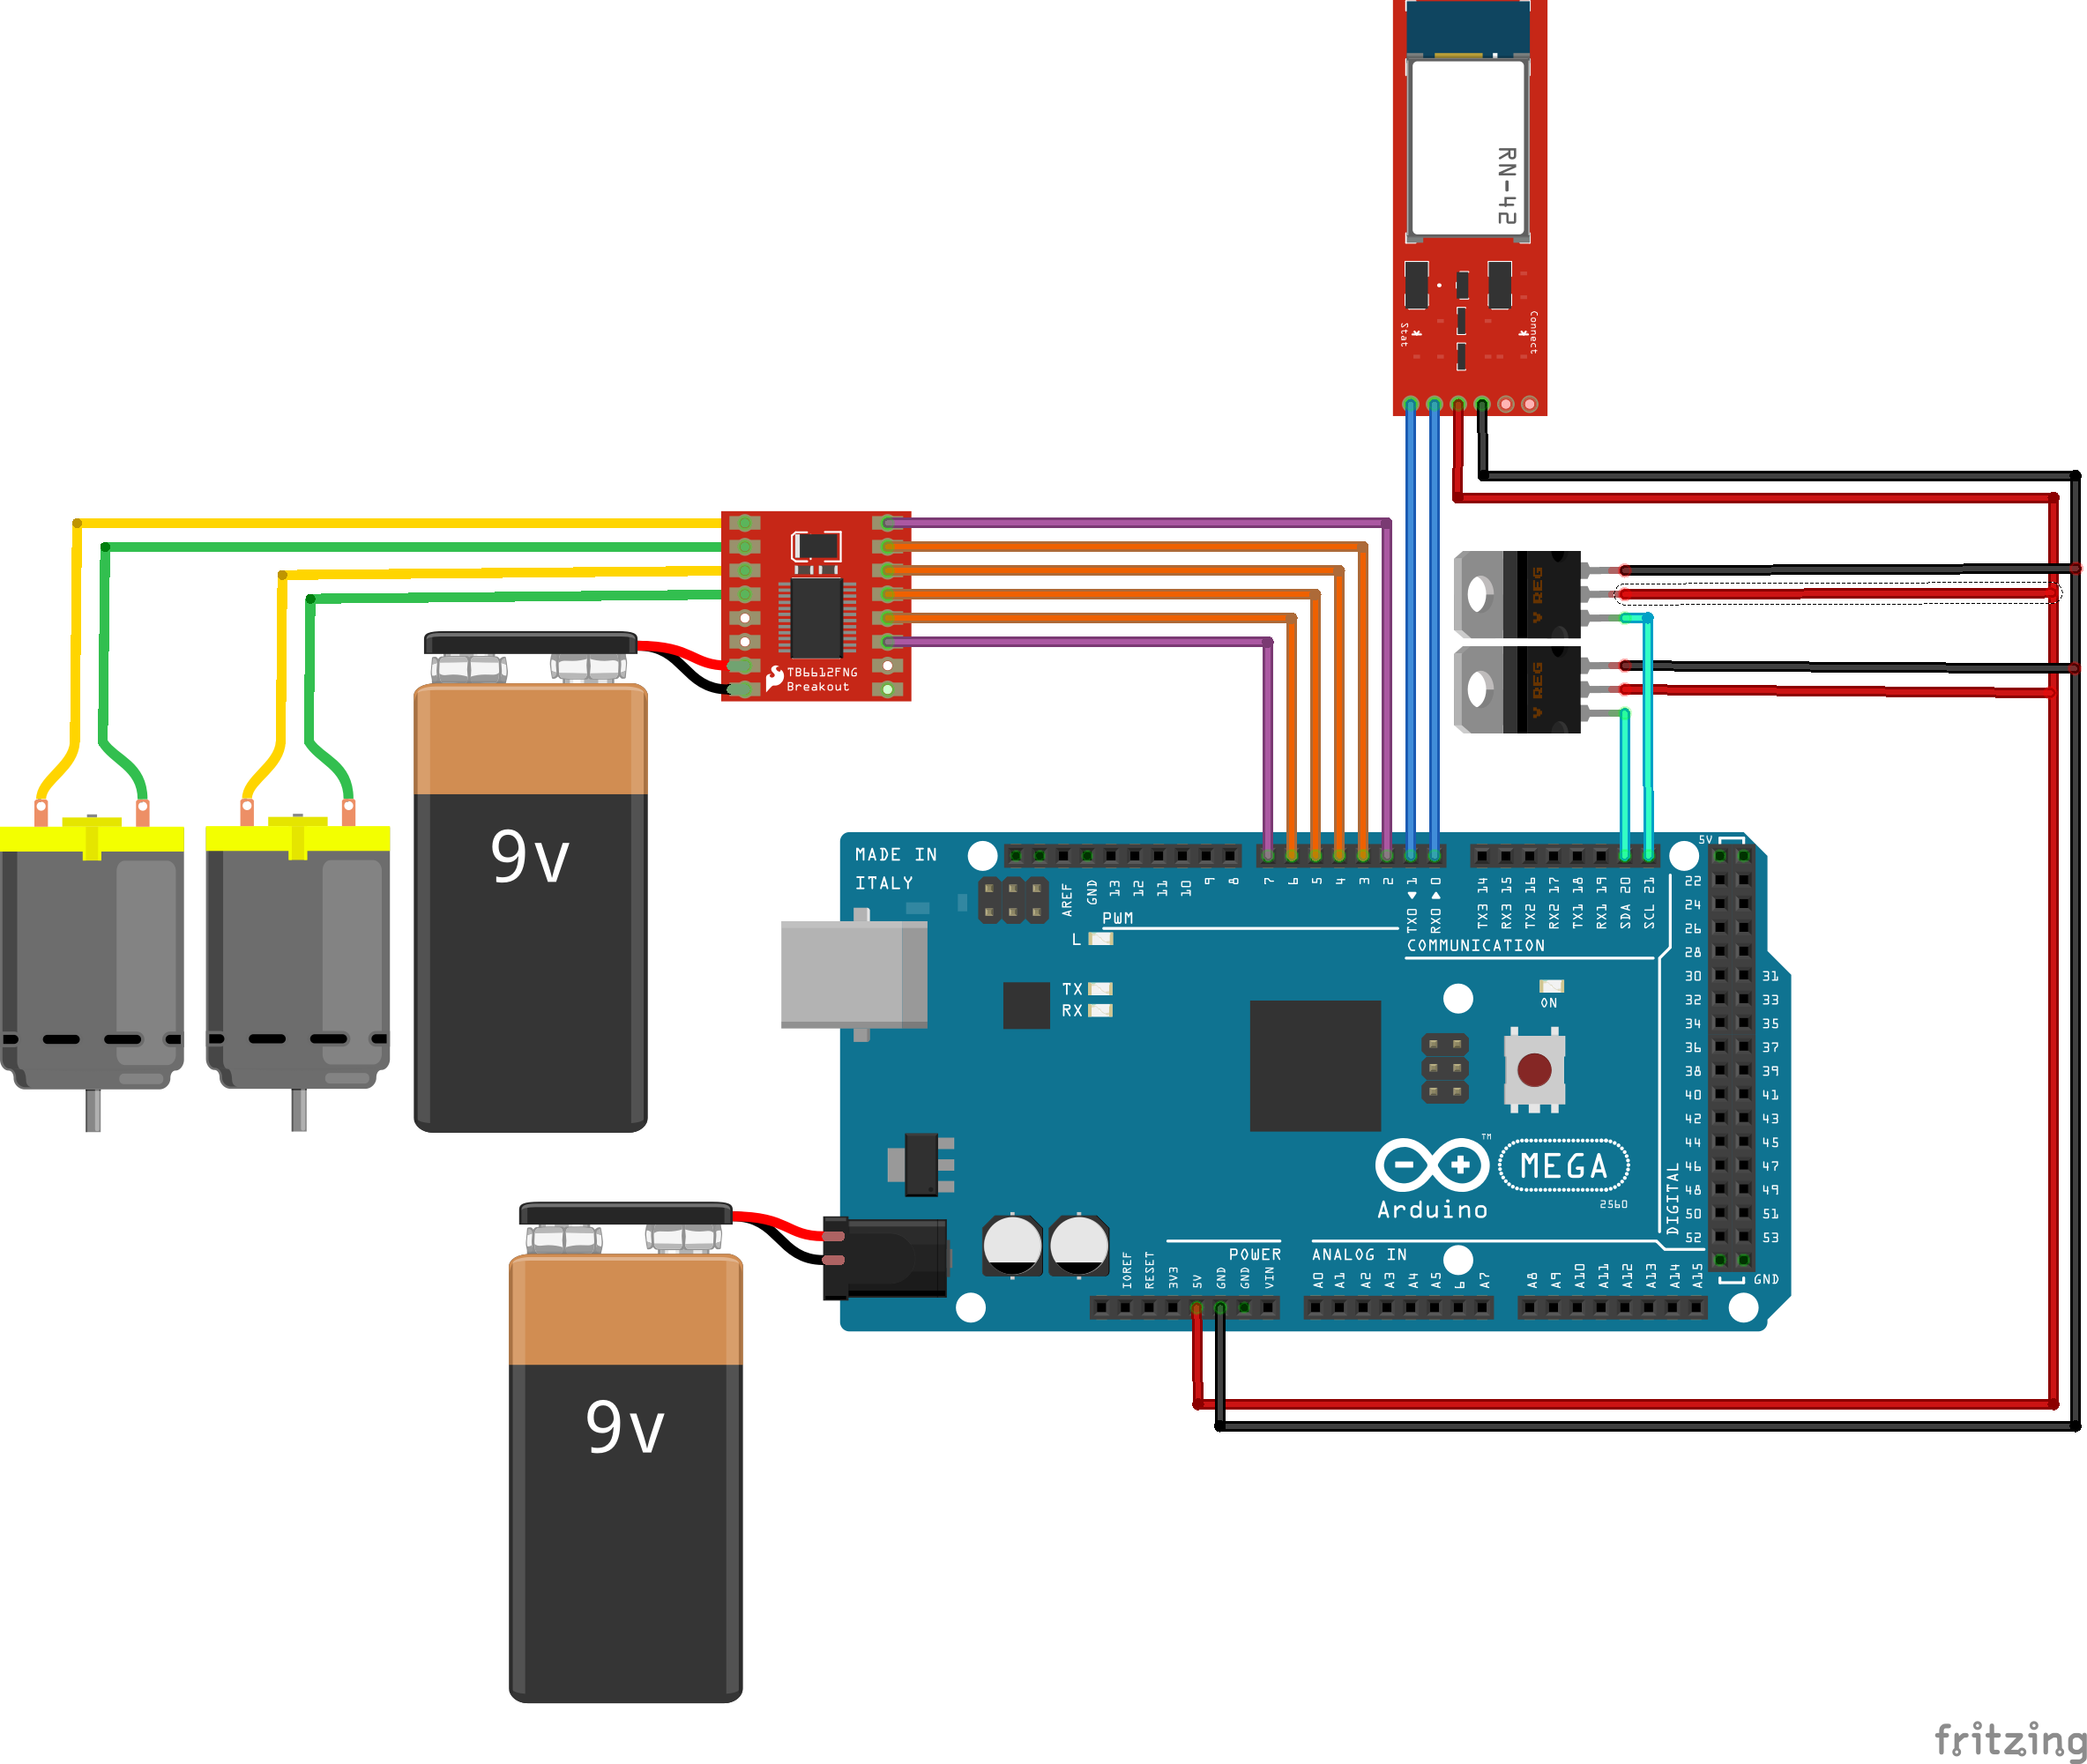 RN-42
Stat
Connect
V REG
V REG
TB6612FNG
Breakout
9v
9v
MADE IN
ITALY
AREF
GND
13
12
11
10
9
8
7
6
5
4
3
2
TX0 1
RX0 0
TX3 14
RX3 15
TX2 16
RX2 17
TX1 18
RX1 19
SDA 20
SCL 21
PWM
COMMUNICATION
L
TX
RX
ON
5V
22
24
26
28
30 31
32 33
34 35
36 37
38 39
40 41
42 43
44 45
46 47
48 49
50 51
52 53
DIGITAL
GND
TM
MEGA
Arduino
2560
POWER
ANALOG IN
IOREF
RESET
3V3
5V
GND
GND
VIN
A0
A1
A2
A3
A4
A5
6
A7
A8
A9
A10
A11
A12
A13
A14
A15
fritzing